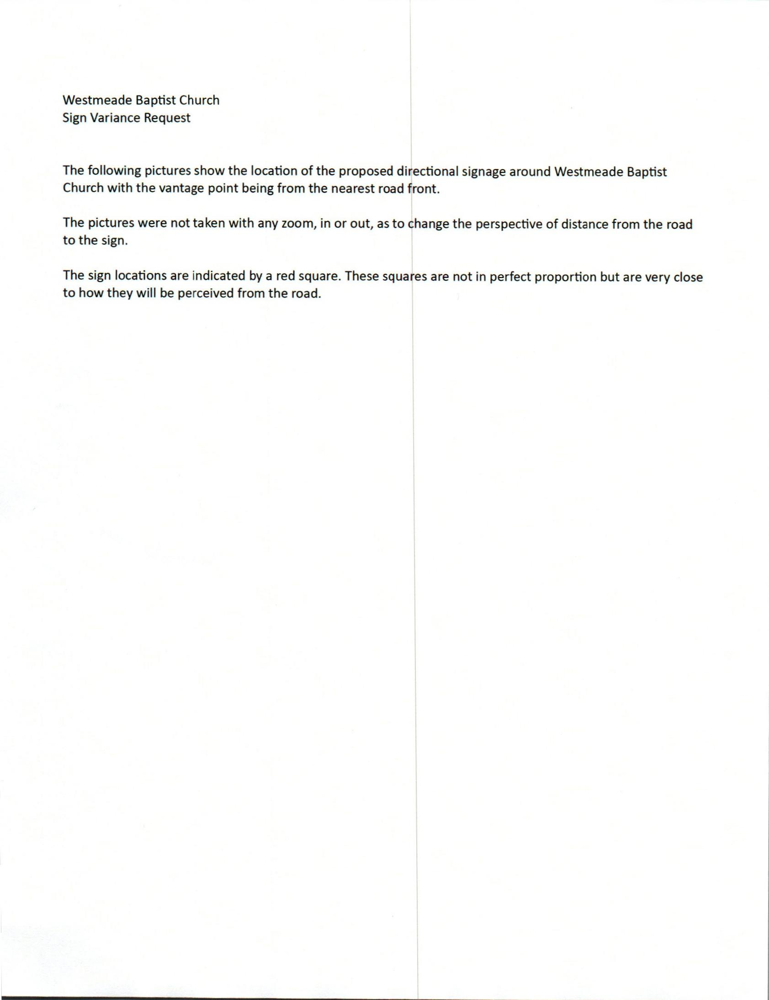 Westmeade Baptist Church
Sign Variance Request
The following pictures show the location of the proposed directional signage around Westmeade Baptist
Church with the vantage point being from the nearest road front.
The pictures were not taken with any zoom, in or out, as to change the perspective of distance from the road
to the sign.
The sign locations are indicated by a red square. These squares are not in perfect proportion but are very close
to how they will be perceived from the road.